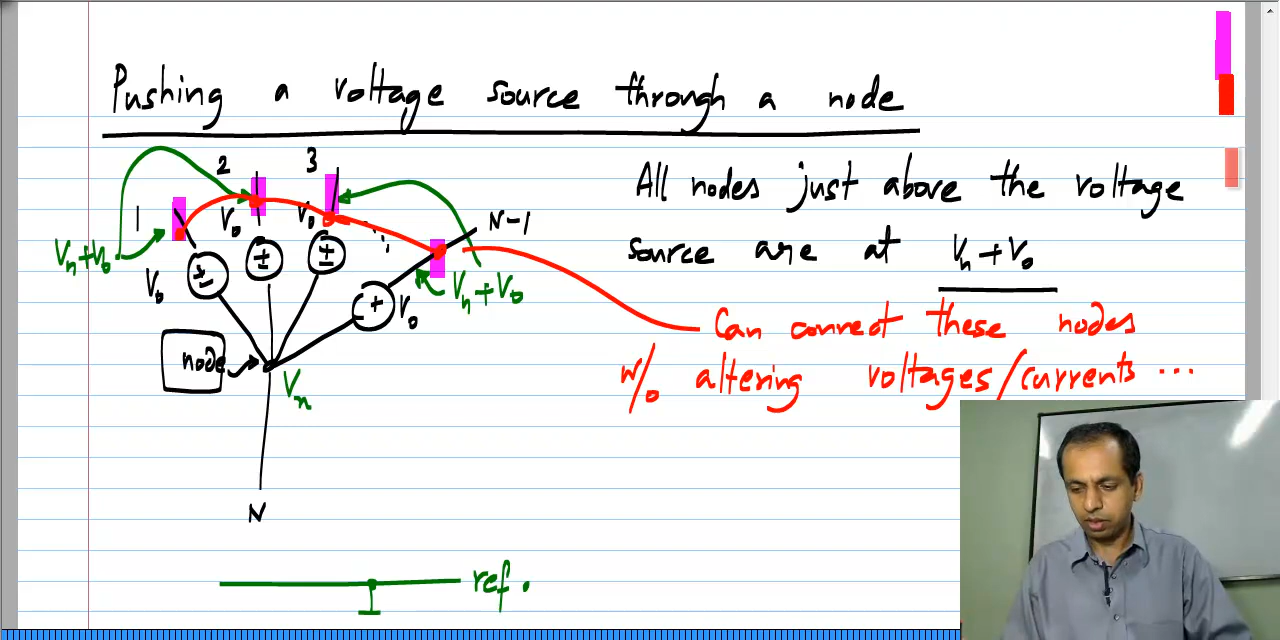 Pushing a voltage source through a node
1
2
3
N-1
V₀
V₀
V₀
V₀
Vn+V₀
Vn+V₀
±
±
±
+
node
Vn
N
ref.
All nodes just above the voltage
source are at Vn+V₀
Can connect these nodes
w/o altering voltages/currents ...